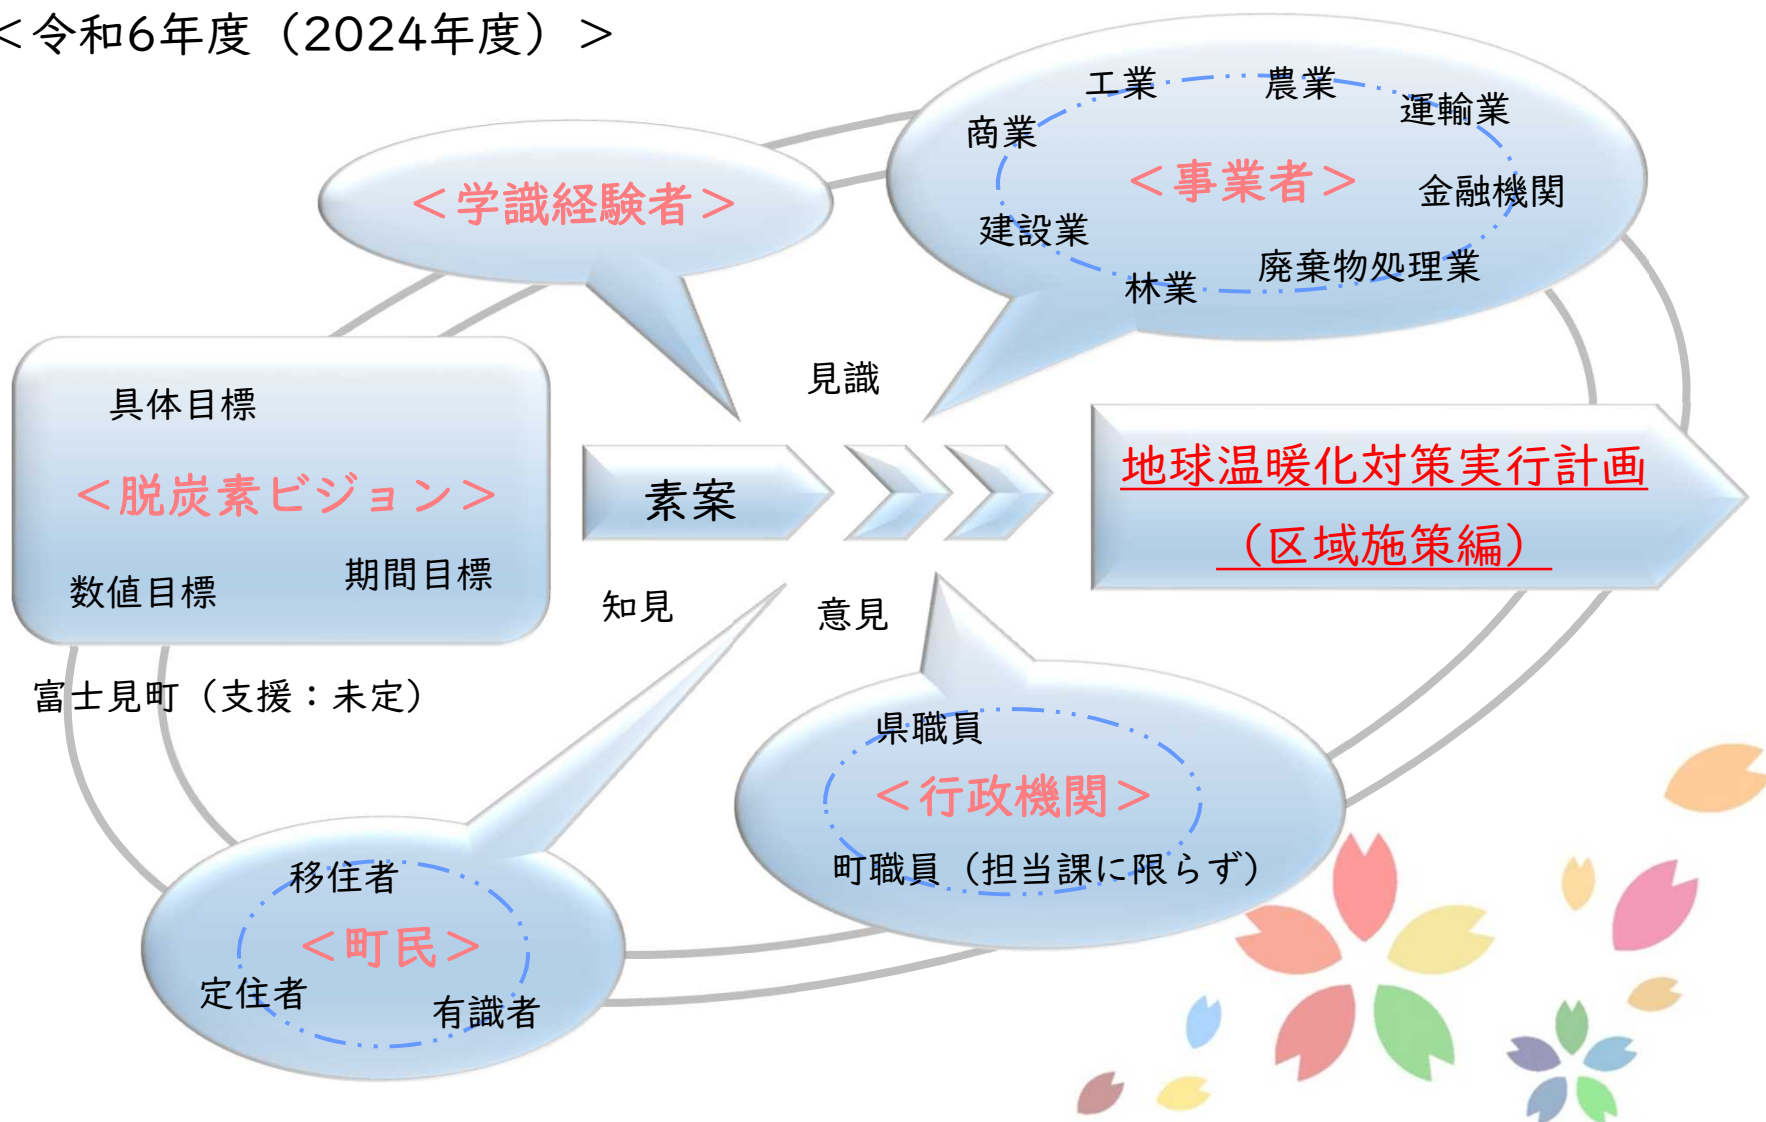 ＜令和6年度（2024年度）＞
工業
農業
運輸業
商業
＜事業者＞
金融機関
建設業
廃棄物処理業
林業
＜学識経験者＞
見識
具体目標
＜脱炭素ビジョン＞
数値目標
期間目標
素案
地球温暖化対策実行計画
（区域施策編）
知見
意見
富士見町（支援：未定）
県職員
＜行政機関＞
町職員（担当課に限らず）
移住者
＜町民＞
定住者
有識者